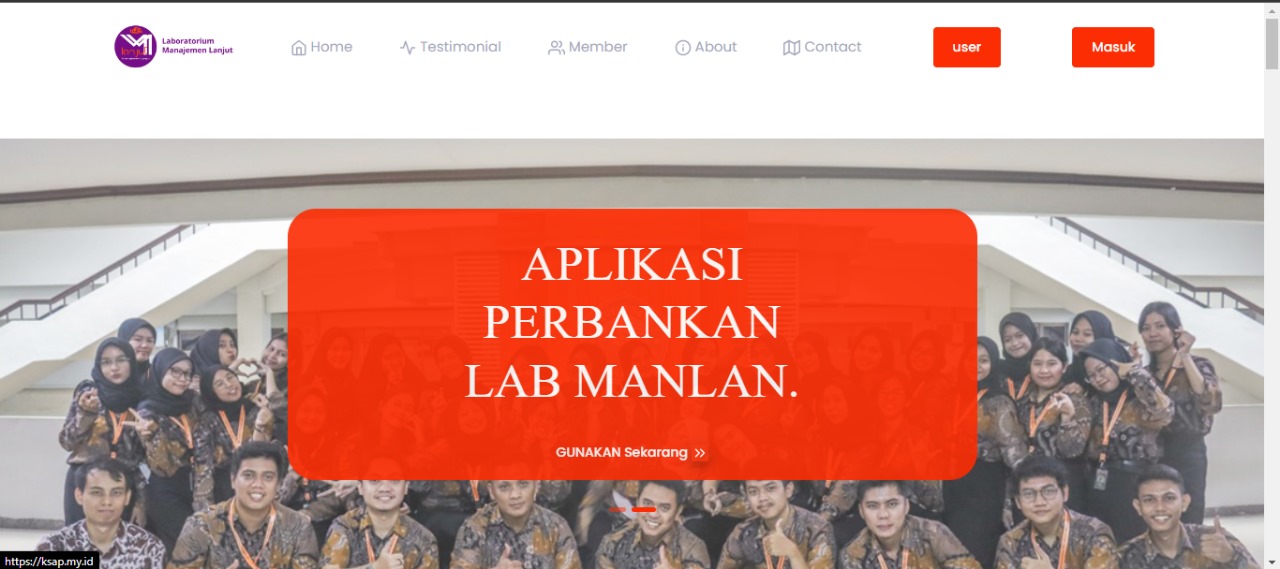 Laboratorium
Manajemen Lanjut
Home
Testimonial
Member
About
Contact
user
Masuk
APLIKASI
PERBANKAN
LAB MANLAN.
GUNAKAN Sekarang
https://ksap.my.id